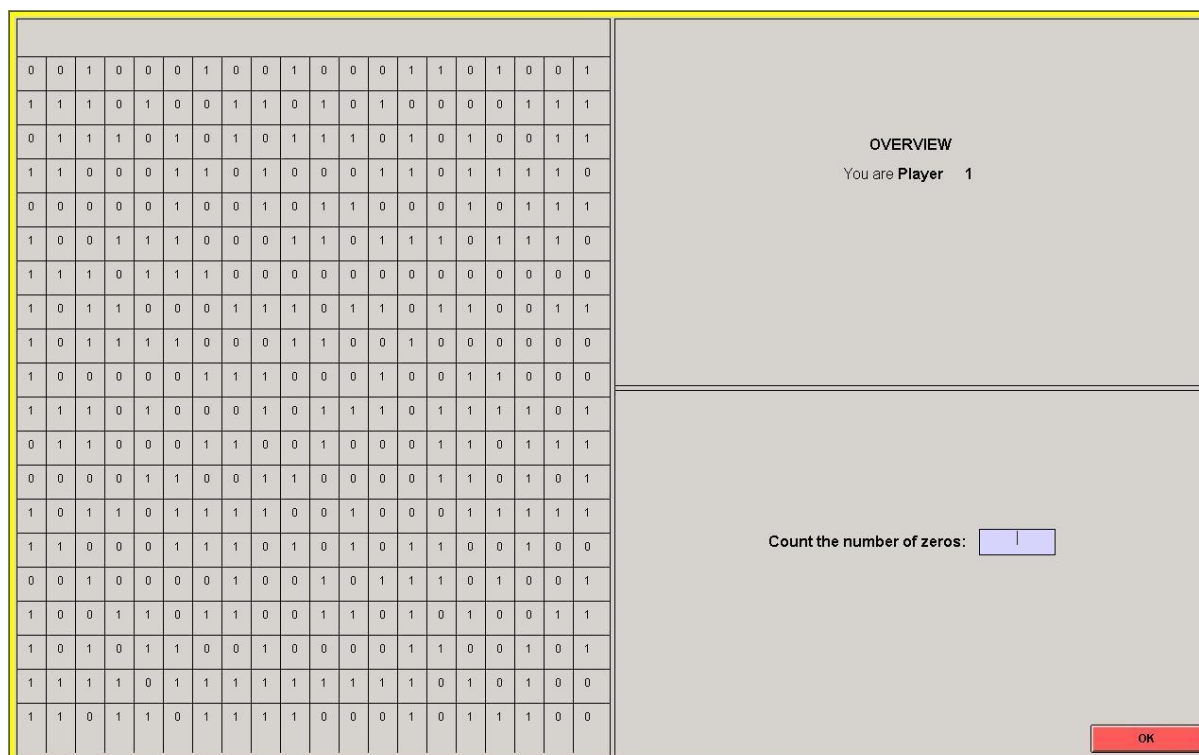 0 0 1 0 0 0 1 0 0 1 0 0 0 1 1 0 1 0 0 1
1 1 1 0 1 0 0 1 1 0 1 0 1 0 0 0 0 1 1 1
0 1 1 1 0 1 0 1 0 1 1 1 0 1 0 1 0 0 1 1
1 1 0 0 0 1 1 0 1 0 0 0 1 1 0 1 1 1 1 0
0 0 0 0 0 1 0 0 1 0 1 1 0 0 0 1 0 1 1 1
1 0 0 1 1 1 0 0 0 1 1 0 1 1 1 0 1 1 1 0
1 1 1 0 1 1 1 0 0 0 0 0 0 0 0 0 0 0 0 0
1 0 1 1 0 0 0 1 1 1 0 1 1 0 1 1 0 0 1 1
1 0 1 1 1 1 0 0 0 1 1 0 0 1 0 0 0 0 0 0
1 0 0 0 0 0 1 1 1 0 0 0 1 0 0 1 1 0 0 0
1 1 1 0 1 0 0 0 1 0 1 1 1 0 1 1 1 1 0 1
0 1 1 0 0 0 1 1 0 0 1 0 0 0 1 1 0 1 1 1
0 0 0 0 1 1 0 0 1 1 0 0 0 0 1 1 0 1 0 1
1 0 1 1 0 1 1 1 1 0 0 1 0 0 0 1 1 1 1 1
1 1 0 0 0 1 1 1 0 1 0 1 0 1 1 0 0 1 0 0
0 0 1 0 0 0 0 1 0 0 1 0 1 1 1 0 1 0 0 1
1 0 0 1 1 0 1 1 0 0 1 1 0 1 0 1 0 0 1 1
1 0 1 0 1 1 0 0 1 0 0 0 0 1 1 0 0 1 0 1
1 1 1 1 0 1 1 1 1 1 1 1 1 0 1 0 1 0 0
1 1 0 1 1 0 1 1 1 1 0 0 0 1 0 1 1 1 0 0
OVERVIEW
You are Player 1
Count the number of zeros:
OK